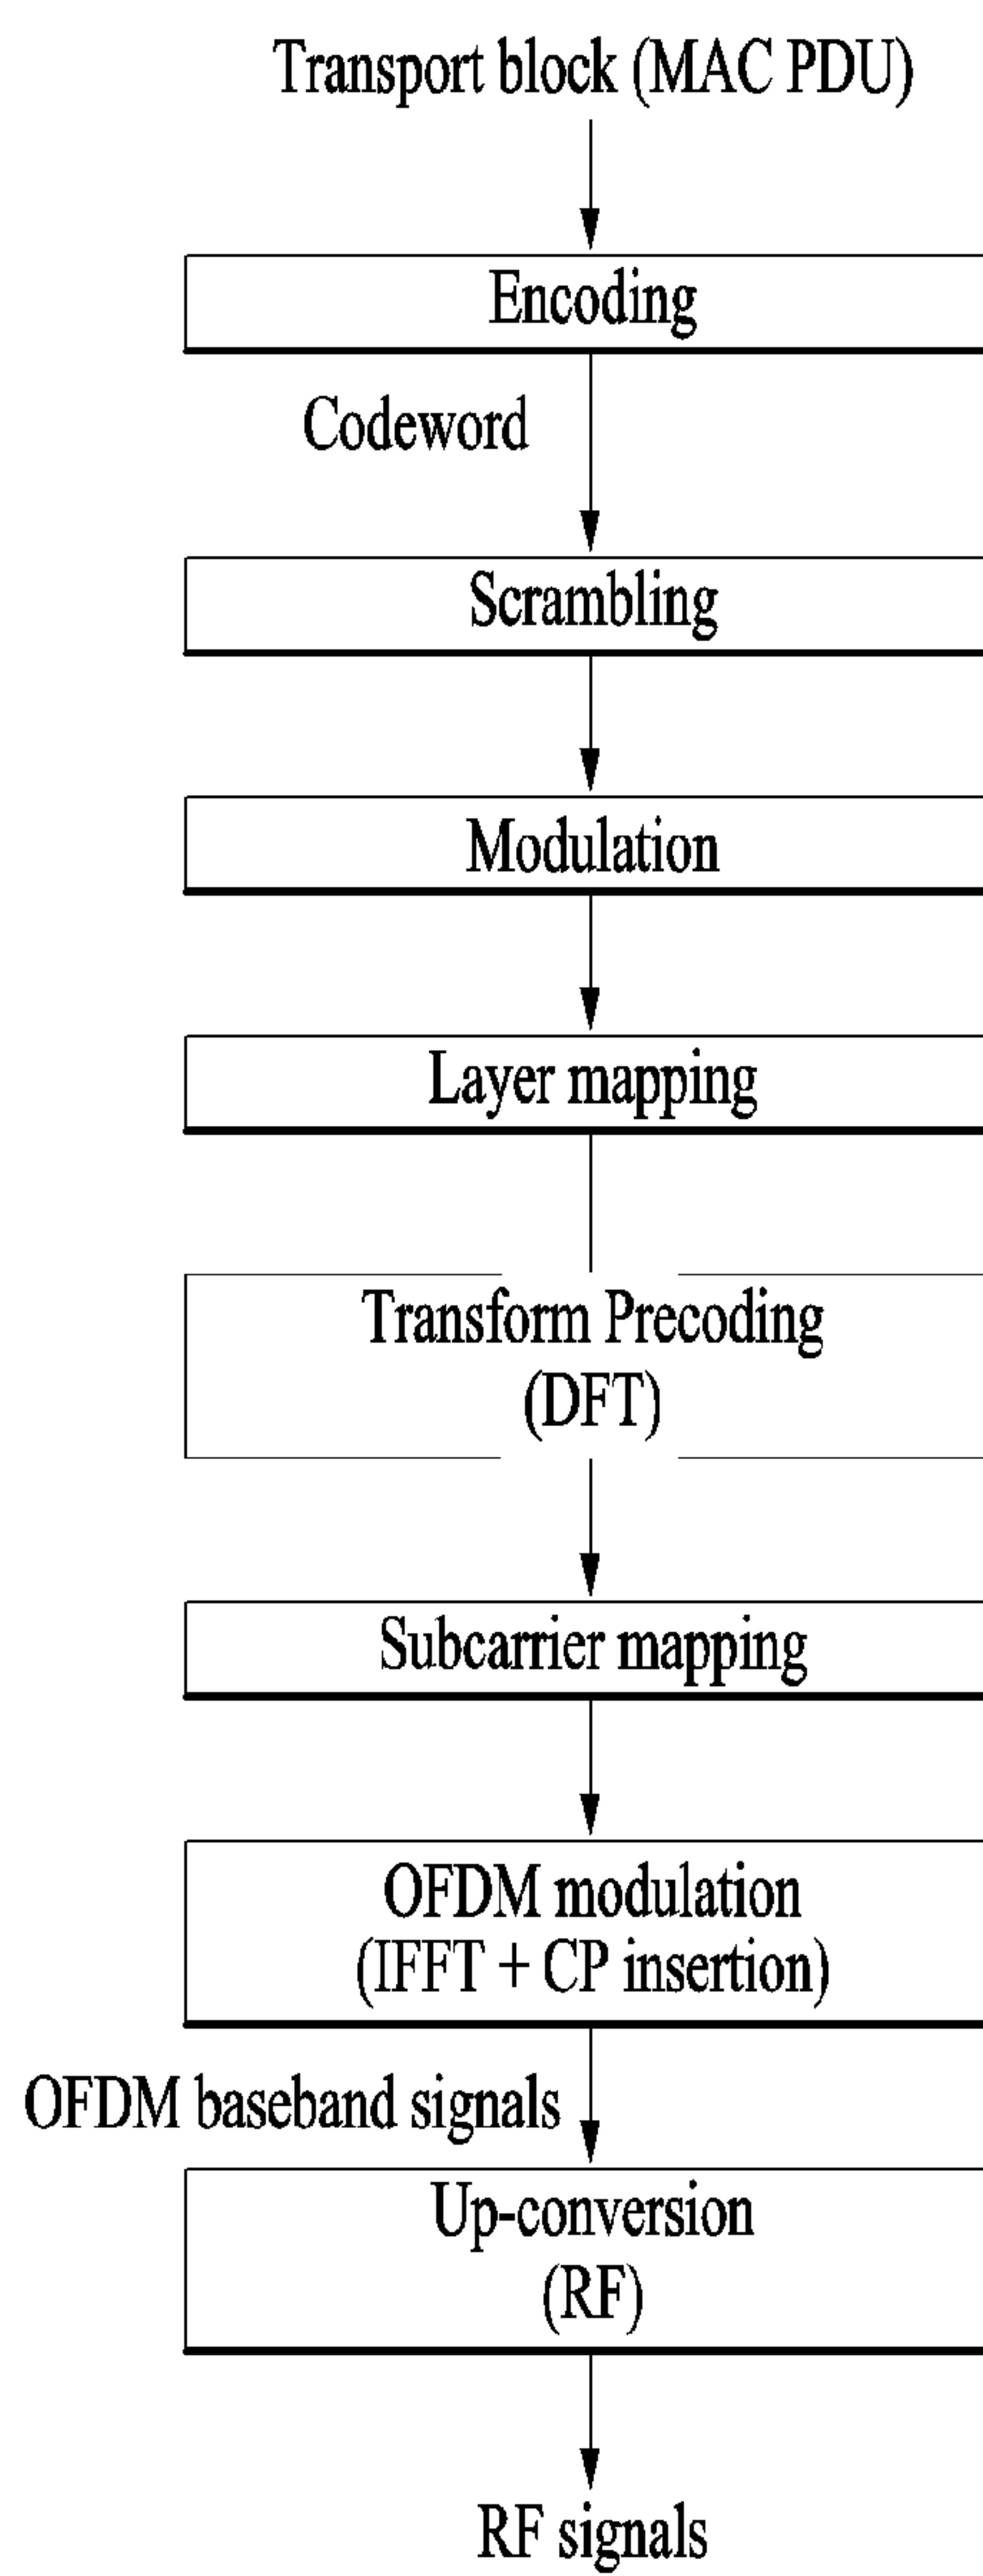 Transport block (MAC PDU)
Encoding
Codeword
Scrambling
Modulation
Layer mapping
Transform Precoding
(DFT)
Subcarrier mapping
OFDM modulation
(IFFT + CP insertion)
OFDM baseband signals
Up-conversion
(RF)
RF signals